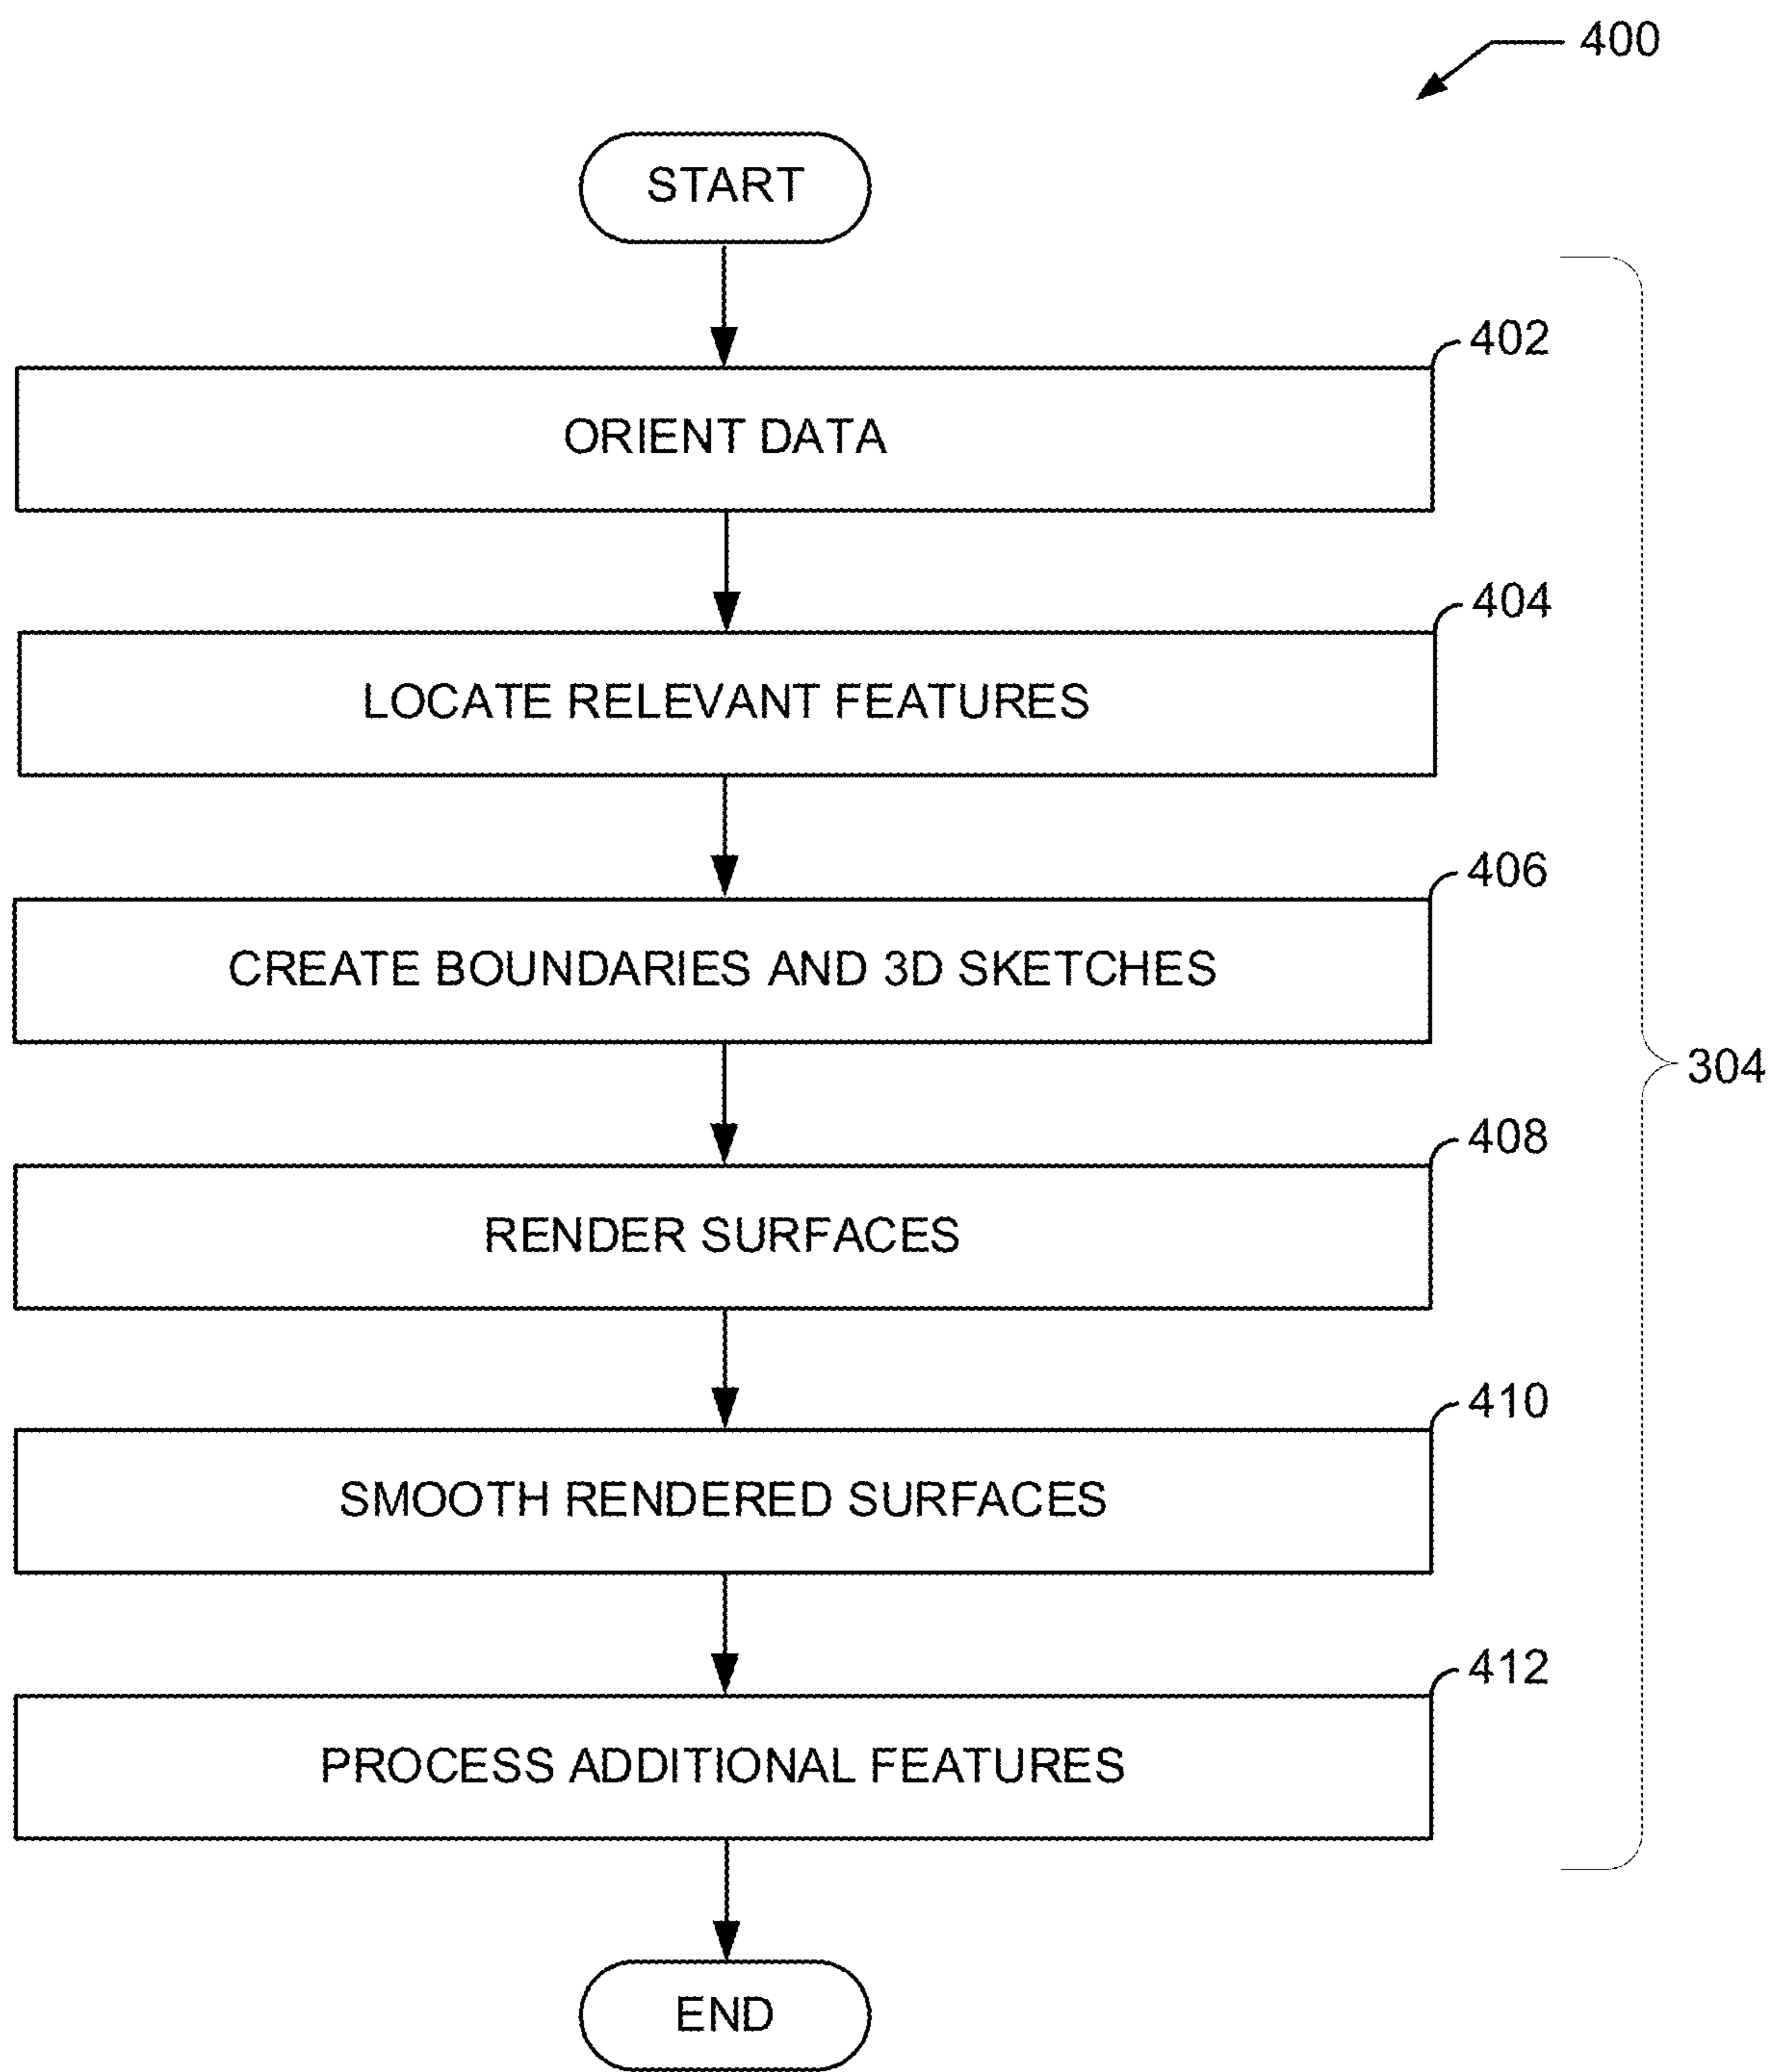 400
START
402
ORIENT DATA
404
LOCATE RELEVANT FEATURES
406
CREATE BOUNDARIES AND 3D SKETCHES
304
408
RENDER SURFACES
410
SMOOTH RENDERED SURFACES
412
PROCESS ADDITIONAL FEATURES
END